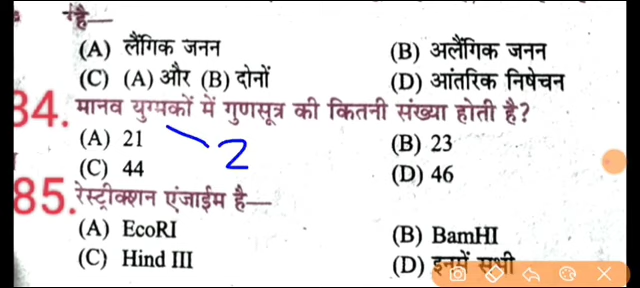 है—
(A) लैंगिक जनन (B) अलैंगिक जनन
(C) (A) और (B) दोनों (D) आंतरिक निषेचन
84. मानव युग्मकों में गुणसूत्र की कितनी संख्या होती है?
(A) 21 (B) 23
2
(C) 44 (D) 46
85. रेस्ट्रीक्शन एंजाईम है—
(A) EcoRI (B) BamHI
(C) Hind III (D) इनमें सभी